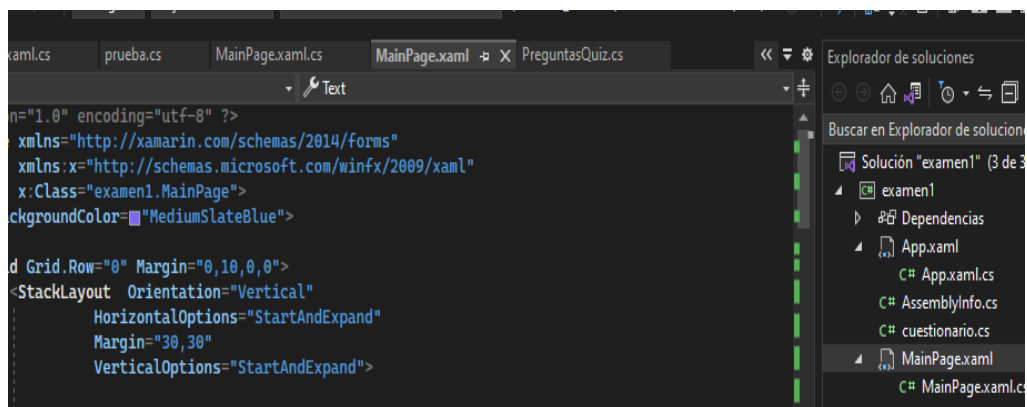 xaml.cs prueba.cs MainPage.xaml.cs MainPage.xaml PreguntasQuiz.cs
Text
n="1.0" encoding="utf-8" ?>
xmlns="http://xamarin.com/schemas/2014/forms"
xmlns:x="http://schemas.microsoft.com/winfx/2009/xaml"
x:Class="examen1.MainPage">
ckgroundColor="MediumSlateBlue">
d Grid.Row="0" Margin="0,10,0,0">
<StackLayout Orientation="Vertical"
HorizontalOptions="StartAndExpand"
Margin="30,30"
VerticalOptions="StartAndExpand">
Explorador de soluciones
Buscar en Explorador de solucione
Solución "examen1" (3 de 3
C# examen1
Dependencias
App.xaml
C# App.xaml.cs
C# AssemblyInfo.cs
C# cuestionario.cs
MainPage.xaml
C# MainPage.xaml.cs